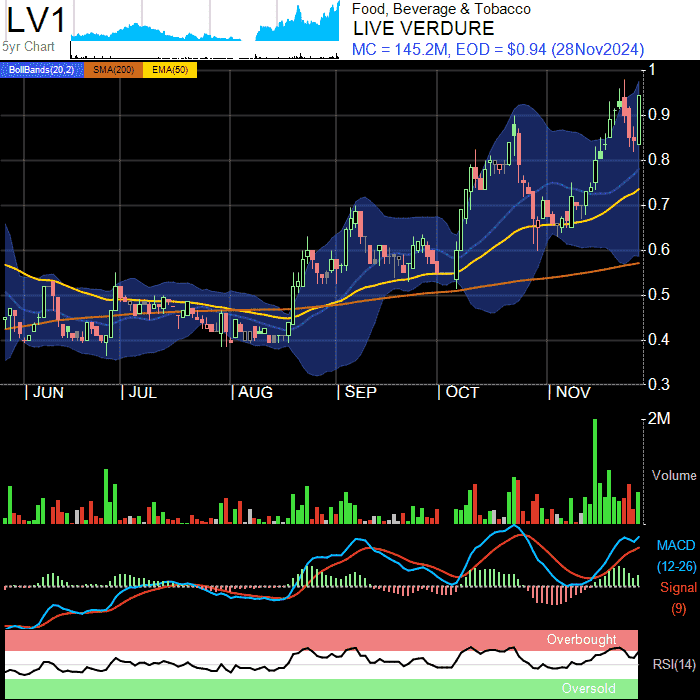 LV1
5yr Chart
Food, Beverage & Tobacco
LIVE VERDURE
MC = 145.2M, EOD = $0.94 (28Nov2024)
BollBands(20,2) SMA(200) EMA(50)
1
0.9
0.8
0.7
0.6
0.5
0.4
0.3
JUN JUL AUG SEP OCT NOV
2M
Volume
MACD
(12-26)
Signal
(9)
Overbought
RSI(14)
Oversold